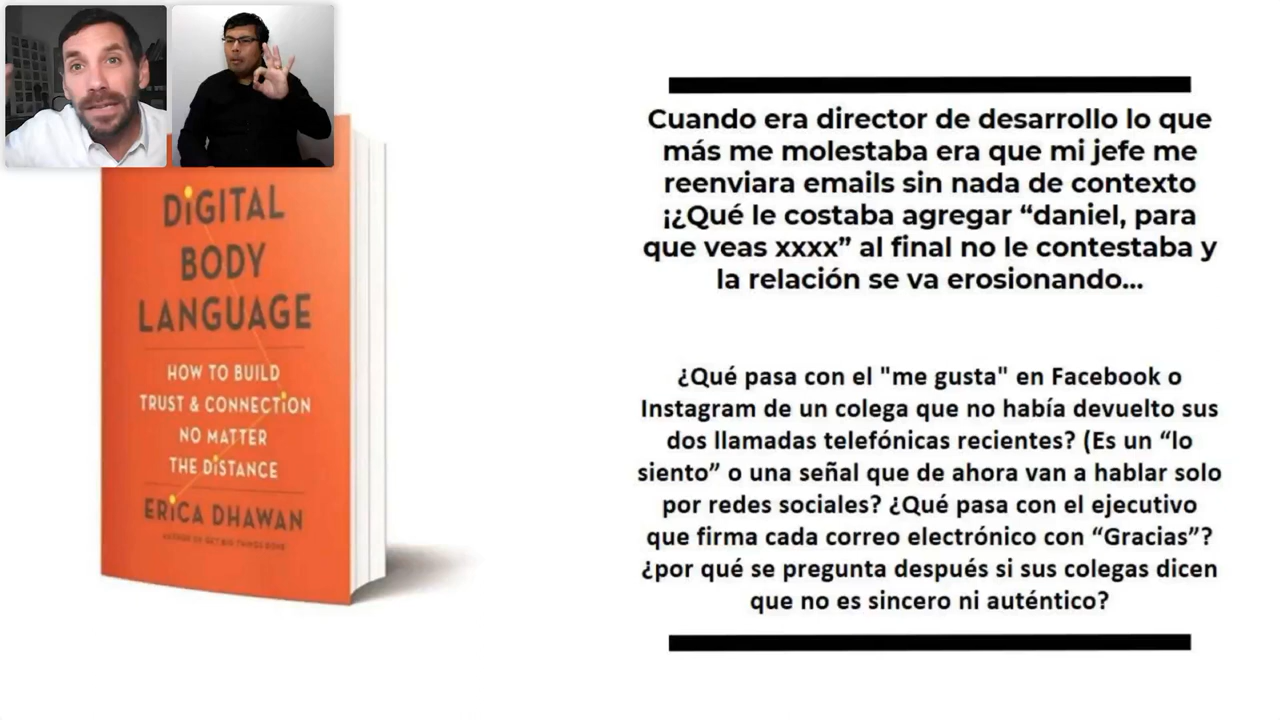 DiGITAL
BODY
LANGUAGE
HOW TO BUILD
TRUST & CONNECTiON
NO MATTER
THE DiSTANCE
ERiCA DHAWAN
AUTHOR OF GET BIG THINGS DONE
Cuando era director de desarrollo lo que
más me molestaba era que mi jefe me
reenviara emails sin nada de contexto
¡¿Qué le costaba agregar “daniel, para
que veas xxxx” al final no le contestaba y
la relación se va erosionando...
¿Qué pasa con el "me gusta" en Facebook o
Instagram de un colega que no había devuelto sus
dos llamadas telefónicas recientes? (Es un “lo
siento” o una señal que de ahora van a hablar solo
por redes sociales? ¿Qué pasa con el ejecutivo
que firma cada correo electrónico con “Gracias”?
¿por qué se pregunta después si sus colegas dicen
que no es sincero ni auténtico?